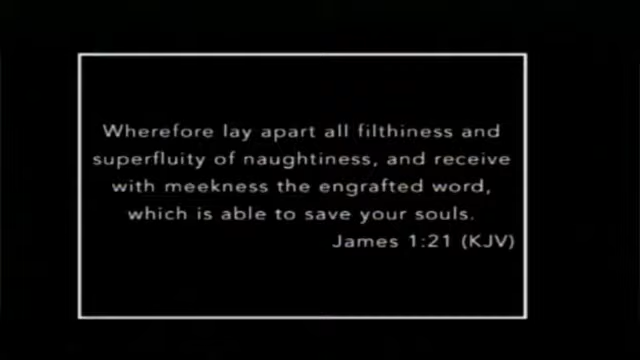 Wherefore lay apart all filthiness and
superfluity of naughtiness, and receive
with meekness the engrafted word,
which is able to save your souls.
James 1:21 (KJV)